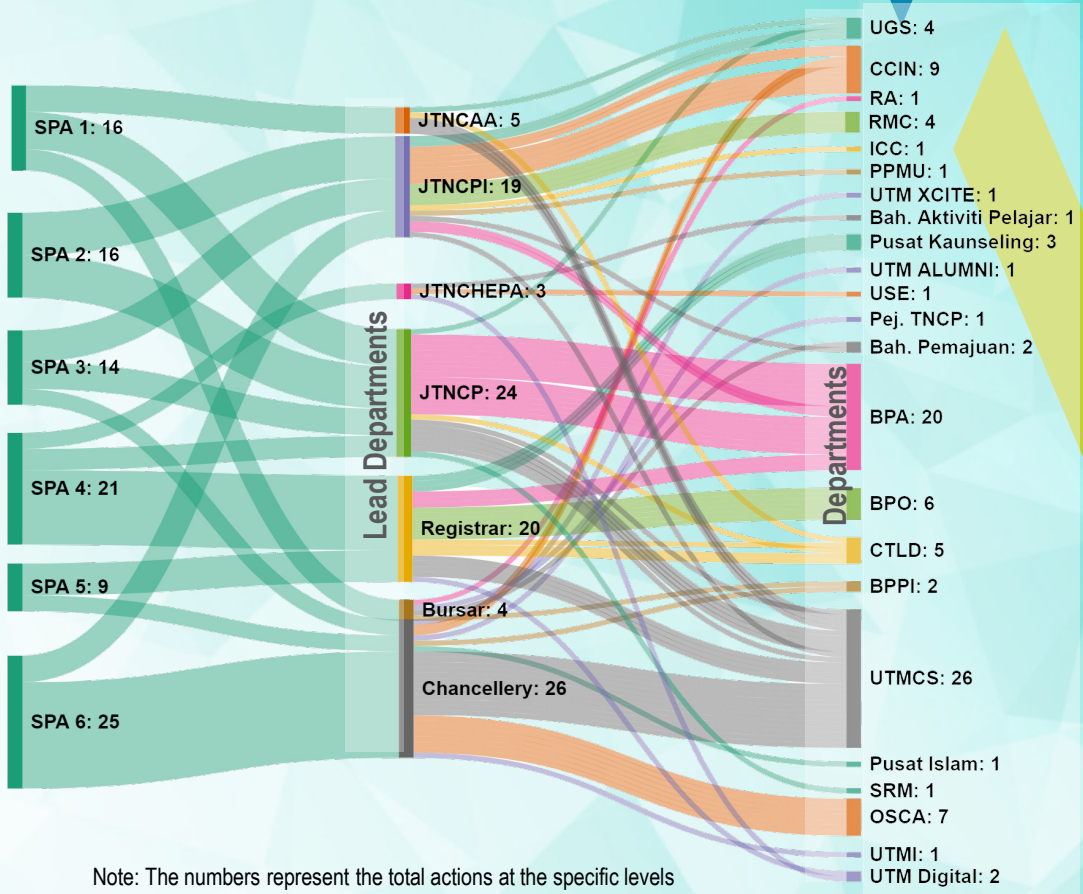 SPA 1: 16
SPA 2: 16
SPA 3: 14
SPA 4: 21
SPA 5: 9
SPA 6: 25
Lead Departments
JTNCAA: 5
JTNCPI: 19
JTNCHEPA: 3
JTNCP: 24
Registrar: 20
Bursar: 4
Chancellery: 26
Departments
UGS: 4
CCIN: 9
RA: 1
RMC: 4
ICC: 1
PPMU: 1
UTM XCITE: 1
Bah. Aktiviti Pelajar: 1
Pusat Kaunseling: 3
UTM ALUMNI: 1
USE: 1
Pej. TNCP: 1
Bah. Pemajuan: 2
BPA: 20
BPO: 6
CTLD: 5
BPPI: 2
UTMCS: 26
Pusat Islam: 1
SRM: 1
OSCA: 7
UTMI: 1
UTM Digital: 2
Note: The numbers represent the total actions at the specific levels